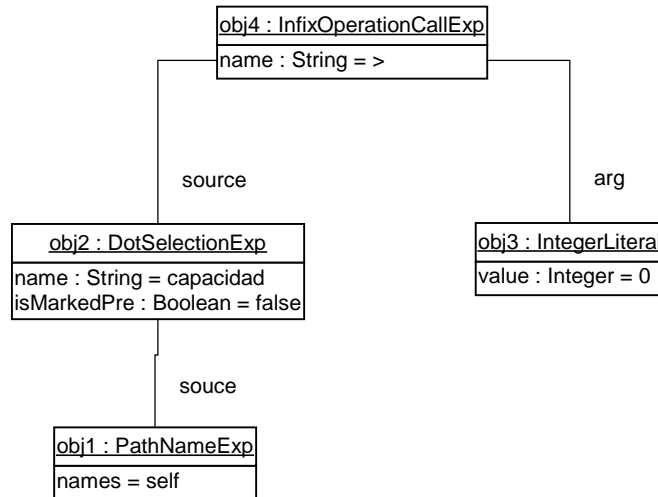 obj4 : InfixOperationCallExp
name : String = >
source
arg
obj2 : DotSelectionExp
name : String = capacidad
isMarkedPre : Boolean = false
obj3 : IntegerLiteral
value : Integer = 0
souce
obj1 : PathNameExp
names = self